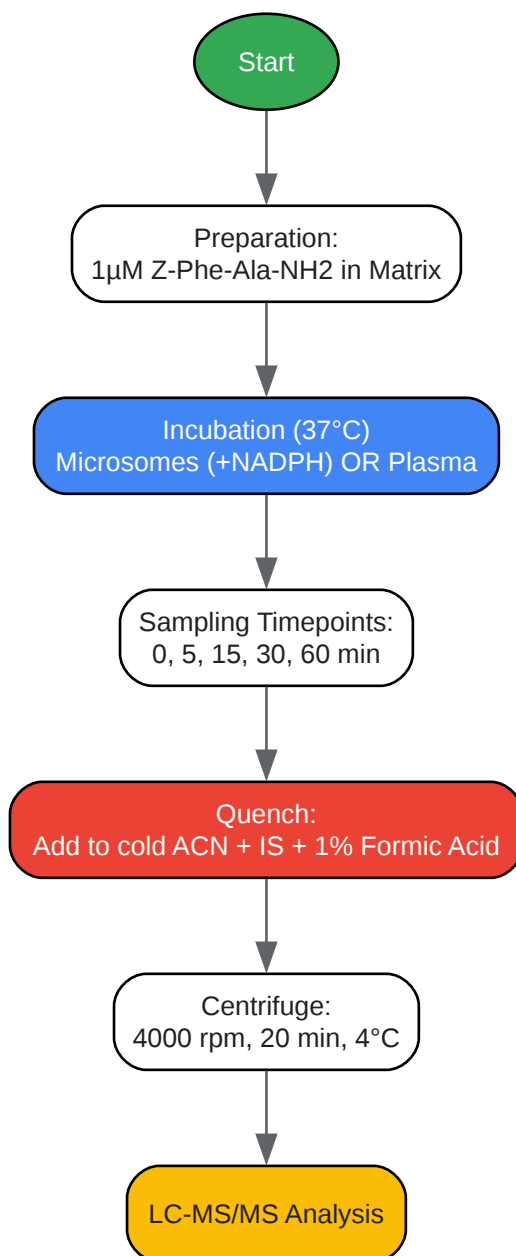 Start
Preparation:
1µM Z-Phe-Ala-NH2 in Matrix
Incubation (37°C)
Microsomes (+NADPH) OR Plasma
Sampling Timepoints:
0, 5, 15, 30, 60 min
Quench:
Add to cold ACN + IS + 1% Formic Acid
Centrifuge:
4000 rpm, 20 min, 4°C
LC-MS/MS Analysis